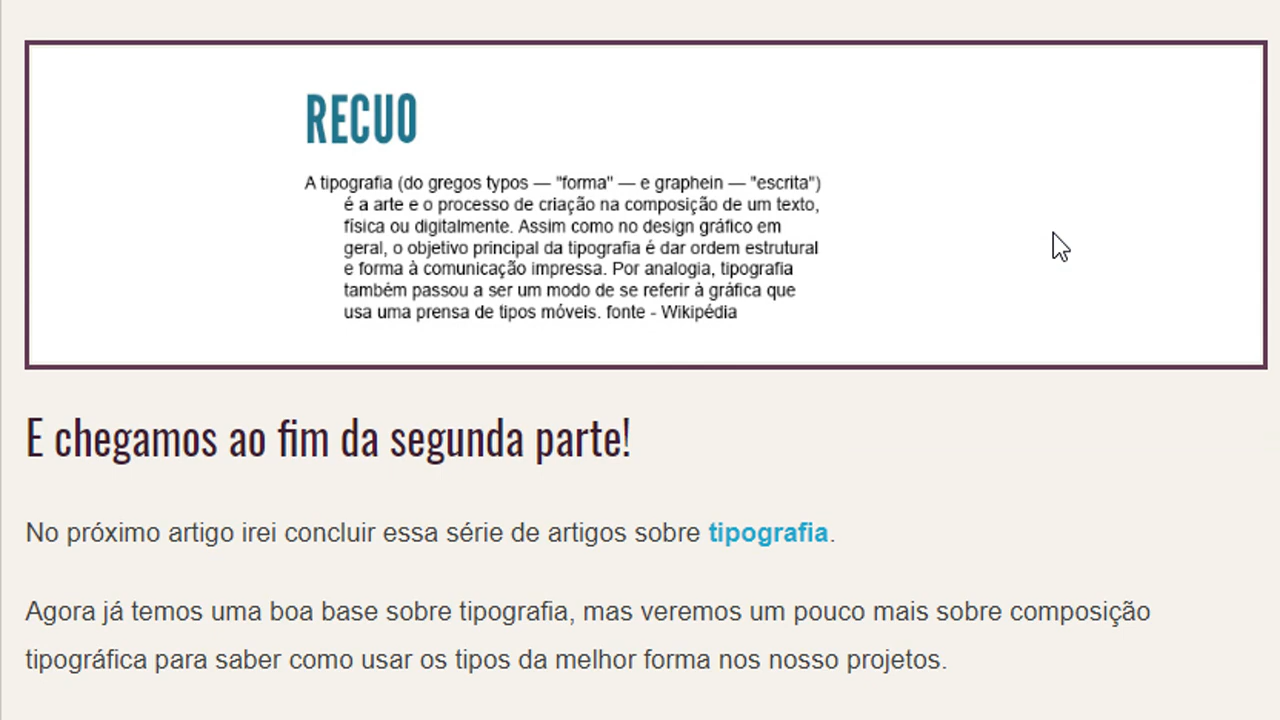 RECUO
A tipografia (do gregos typos — "forma" — e graphein — "escrita")
é a arte e o processo de criação na composição de um texto,
física ou digitalmente. Assim como no design gráfico em
geral, o objetivo principal da tipografia é dar ordem estrutural
e forma à comunicação impressa. Por analogia, tipografia
também passou a ser um modo de se referir à gráfica que
usa uma prensa de tipos móveis. fonte - Wikipédia
E chegamos ao fim da segunda parte!
No próximo artigo irei concluir essa série de artigos sobre tipografia.
Agora já temos uma boa base sobre tipografia, mas veremos um pouco mais sobre composição
tipográfica para saber como usar os tipos da melhor forma nos nosso projetos.